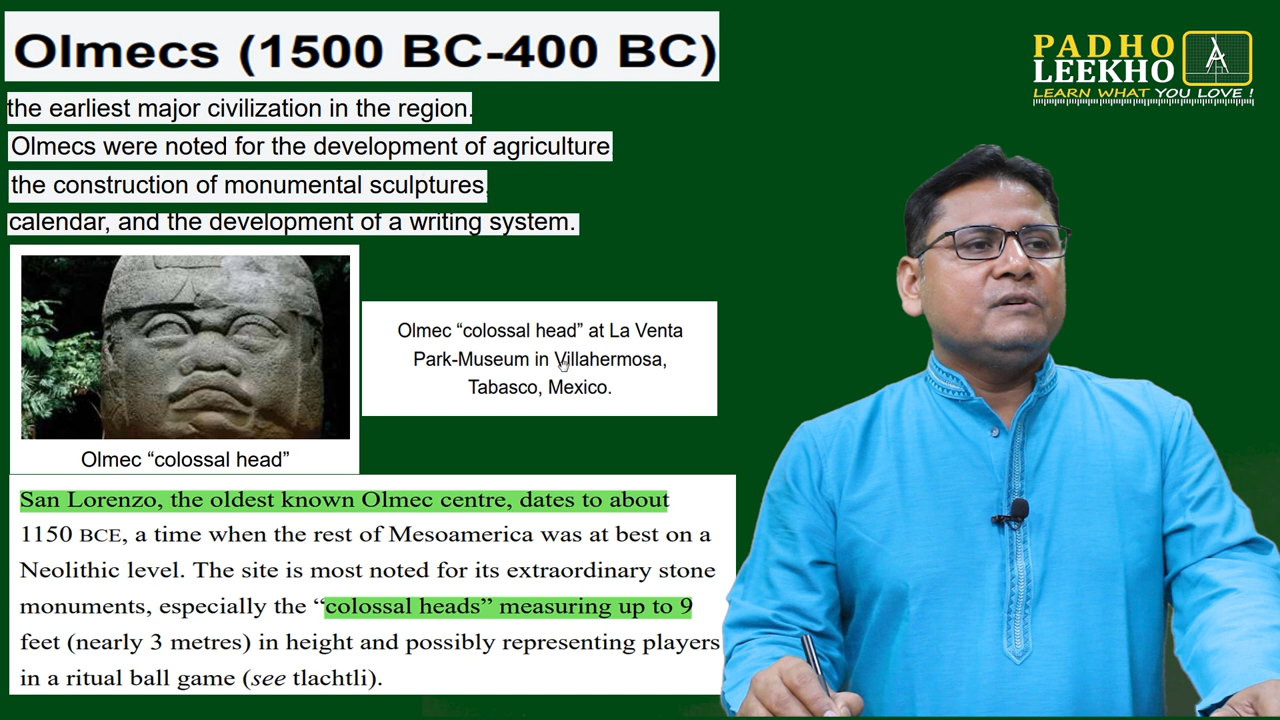 Olmecs (1500 BC-400 BC)
the earliest major civilization in the region.
Olmecs were noted for the development of agriculture
the construction of monumental sculptures,
calendar, and the development of a writing system.
Olmec “colossal head” at La Venta
Park-Museum in Villahermosa,
Tabasco, Mexico.
Olmec “colossal head”
San Lorenzo, the oldest known Olmec centre, dates to about
1150 BCE, a time when the rest of Mesoamerica was at best on a
Neolithic level. The site is most noted for its extraordinary stone
monuments, especially the “colossal heads” measuring up to 9
feet (nearly 3 metres) in height and possibly representing players
in a ritual ball game (see tlachtli).
PADHO
LEEKHO
LEARN WHAT YOU LOVE !